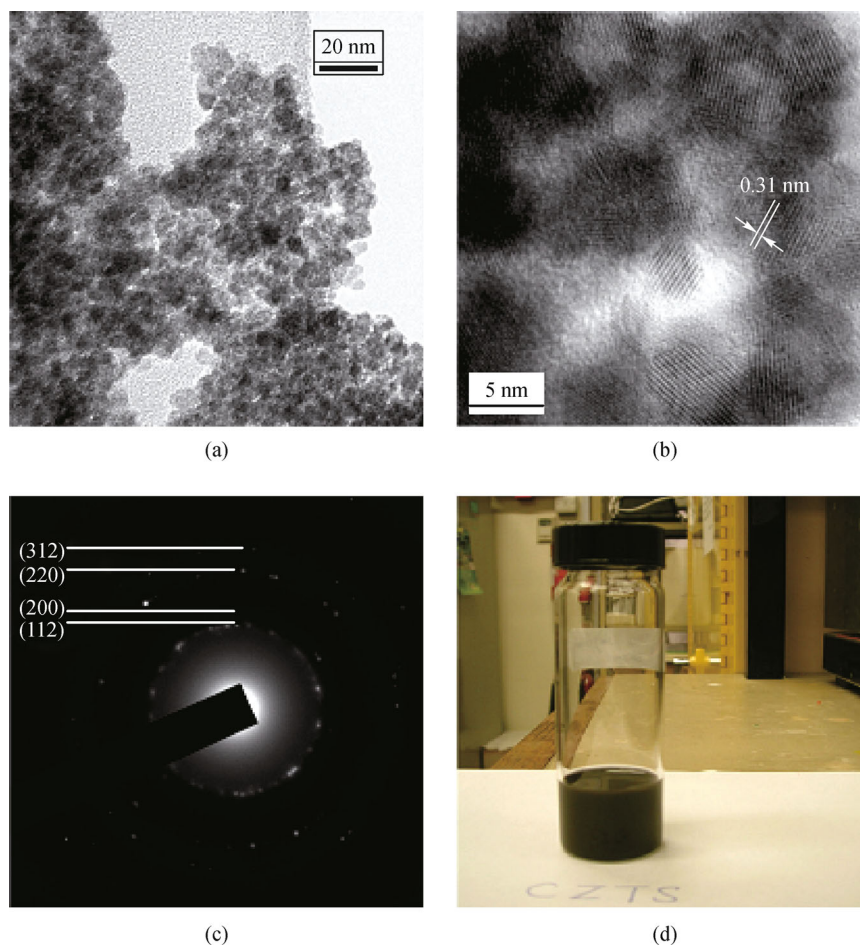 20 nm
0.31 nm
5 nm
(a)
(b)
(312)
(220)
(200)
(112)
CZTS
(c)
(d)